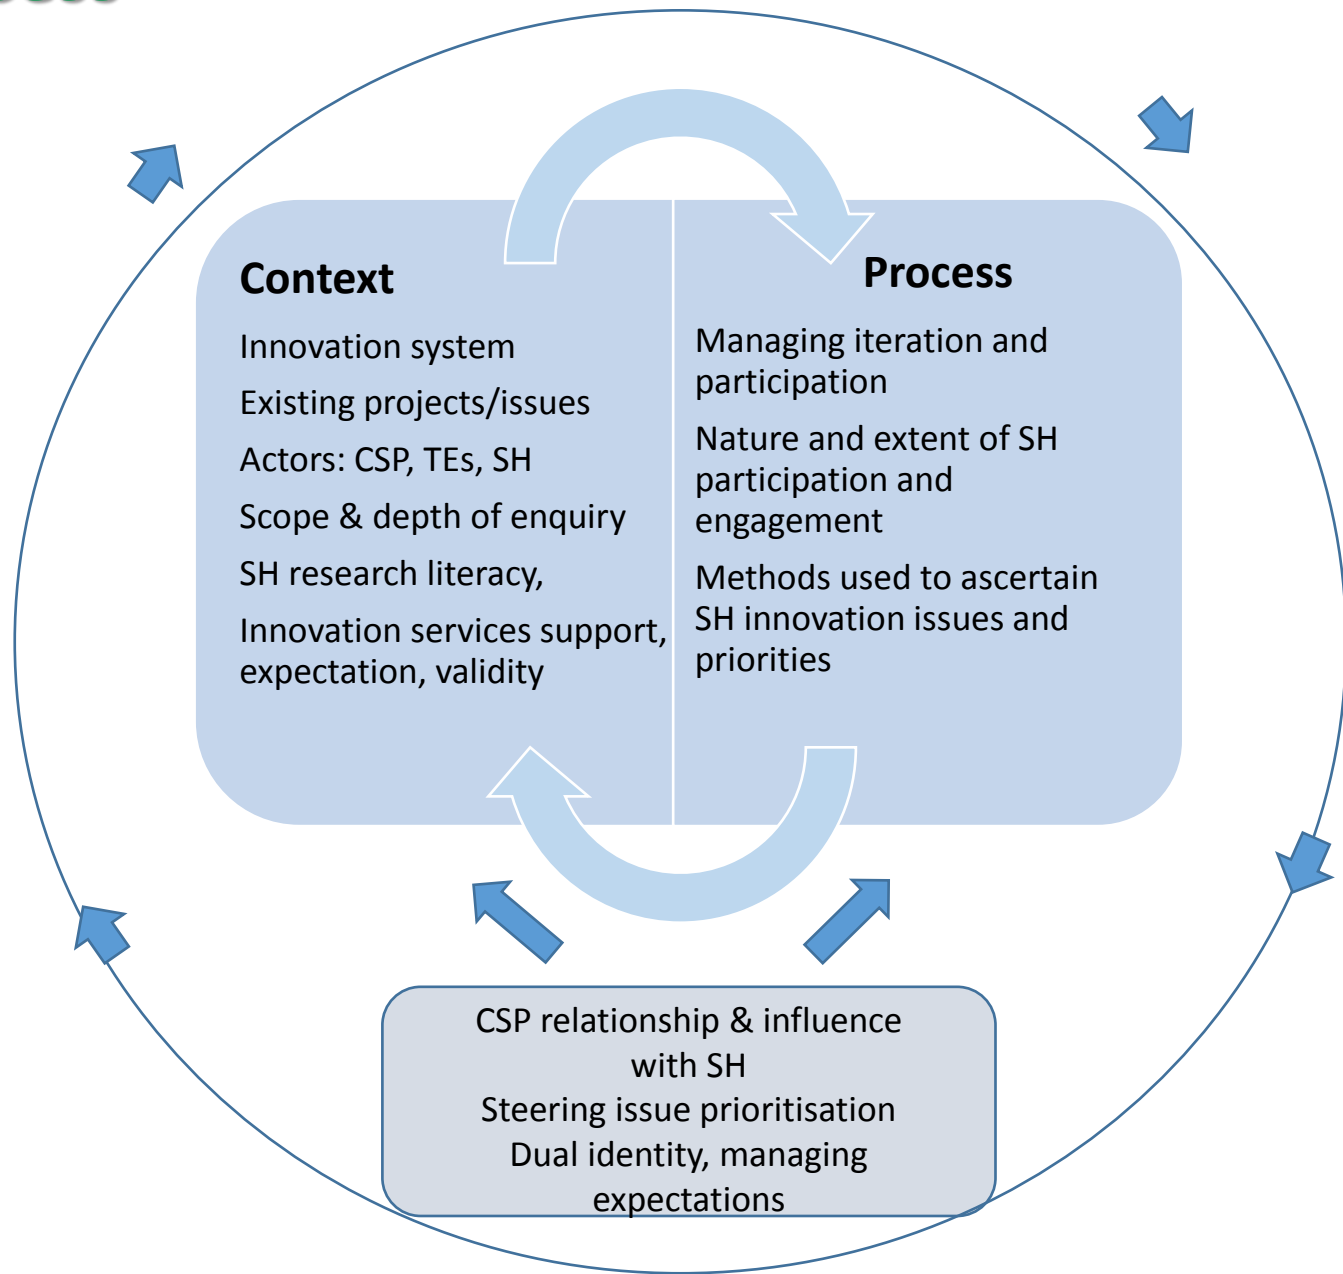 Context
Innovation system
Existing projects/issues
Actors: CSP, TEs, SH
Scope & depth of enquiry
SH research literacy,
Innovation services support,
expectation, validity
Process
Managing iteration and
participation
Nature and extent of SH
participation and
engagement
Methods used to ascertain
SH innovation issues and
priorities
CSP relationship & influence
with SH
Steering issue prioritisation
Dual identity, managing
expectations